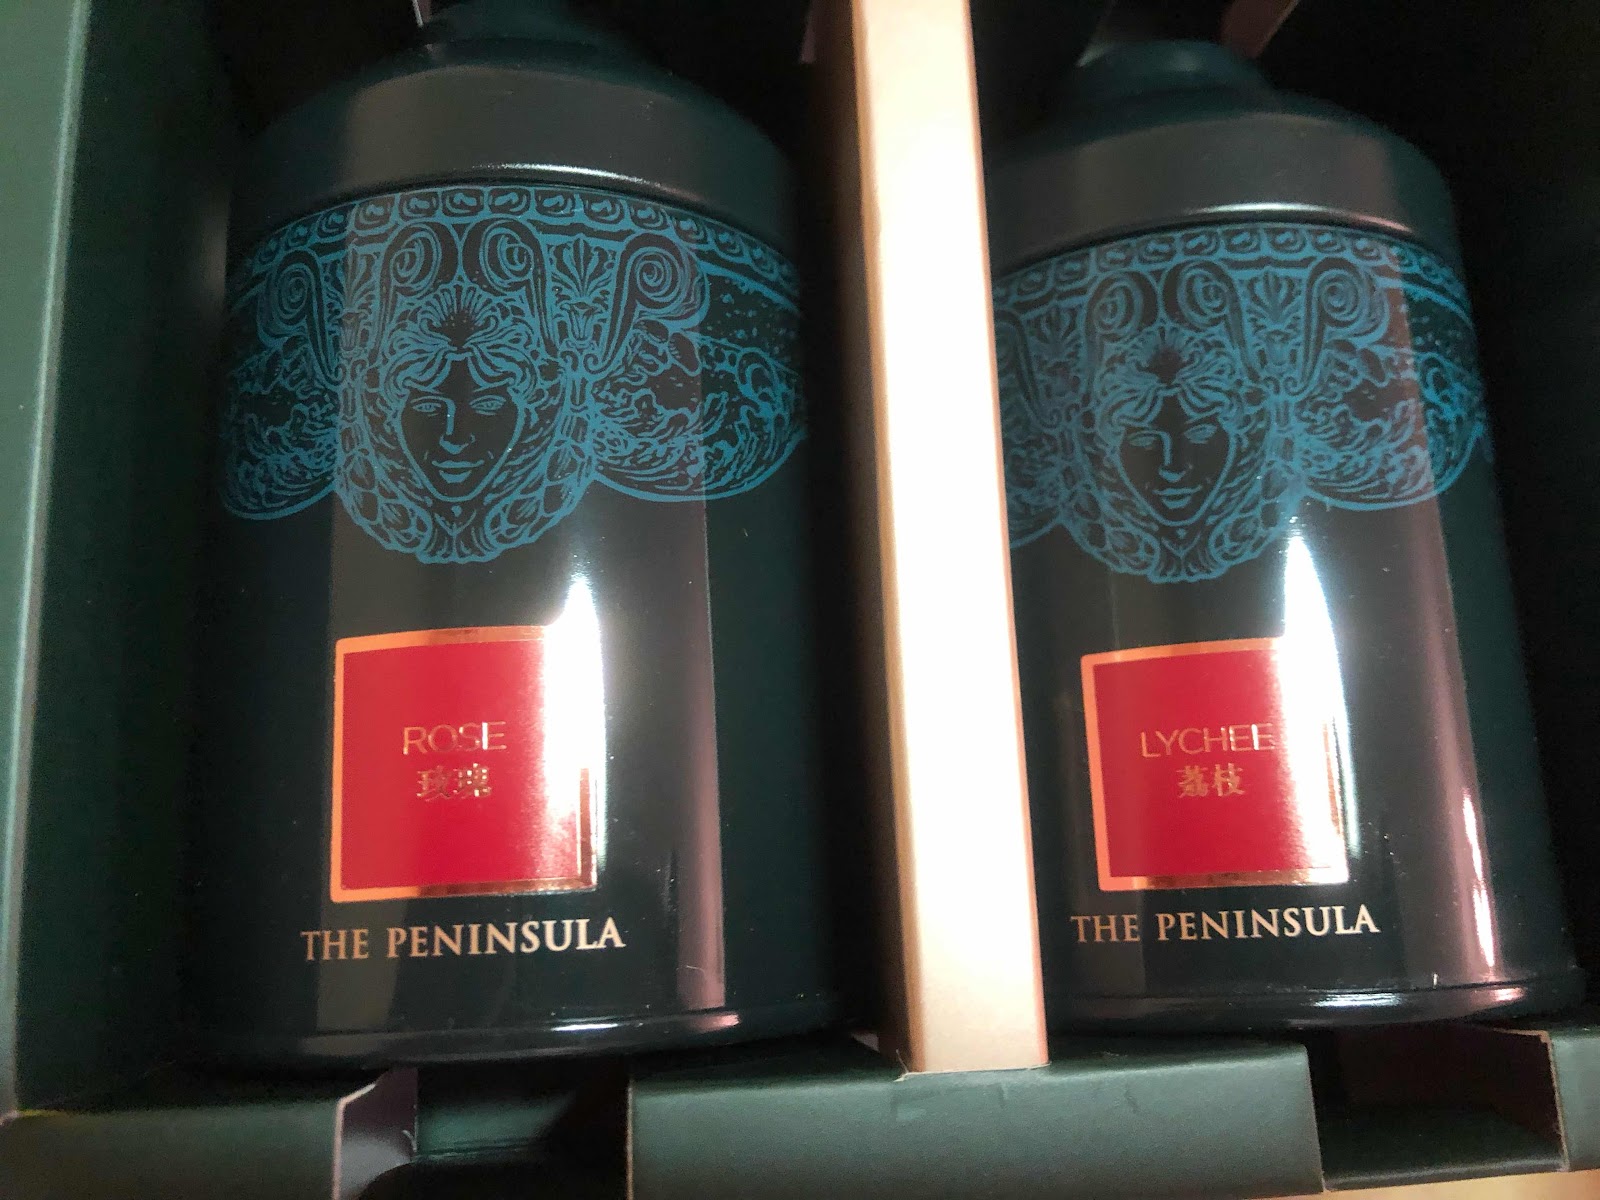 ROSE
玫瑰
THE PENINSULA
LYCHEE
荔枝
THE PENINSULA